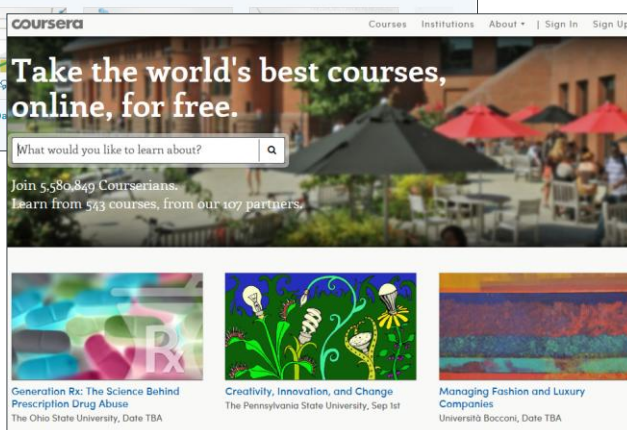 coursera
Courses Institutions About | Sign In Sign Up
Take the world's best courses,
online, for free.
What would you like to learn about?
Join 5,580,849 Courserians.
Learn from 543 courses, from our 107 partners.
Rx
Generation Rx: The Science Behind
Prescription Drug Abuse
The Ohio State University, Date TBA
Creativity, Innovation, and Change
The Pennsylvania State University, Sep 1st
Managing Fashion and Luxury
Companies
Università Bocconi, Date TBA